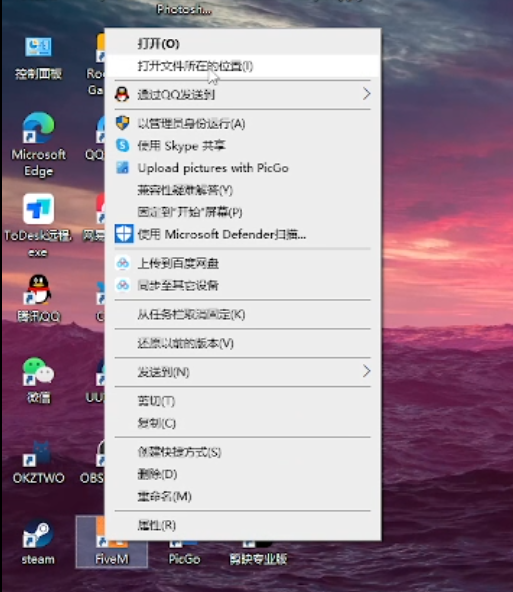 Photosh...
打开(O)
打开文件所在的位置(I)
通过QQ发送到
以管理员身份运行(A)
使用 Skype 共享
Upload pictures with PicGo
兼容性疑难解答(Y)
固定到"开始"屏幕(P)
使用 Microsoft Defender扫描...
上传到百度网盘
同步至其它设备
从任务栏取消固定(K)
还原以前的版本(V)
发送到(N)
剪切(T)
复制(C)
创建快捷方式(S)
删除(D)
重命名(M)
属性(R)
控制面板
Ro
Ga
Microsoft
Edge
QQ
ToDesk远程.
exe
网易
腾讯QQ
微信
UU
OKZTWO
OBS
steam
FiveM
PicGo
剪映专业版